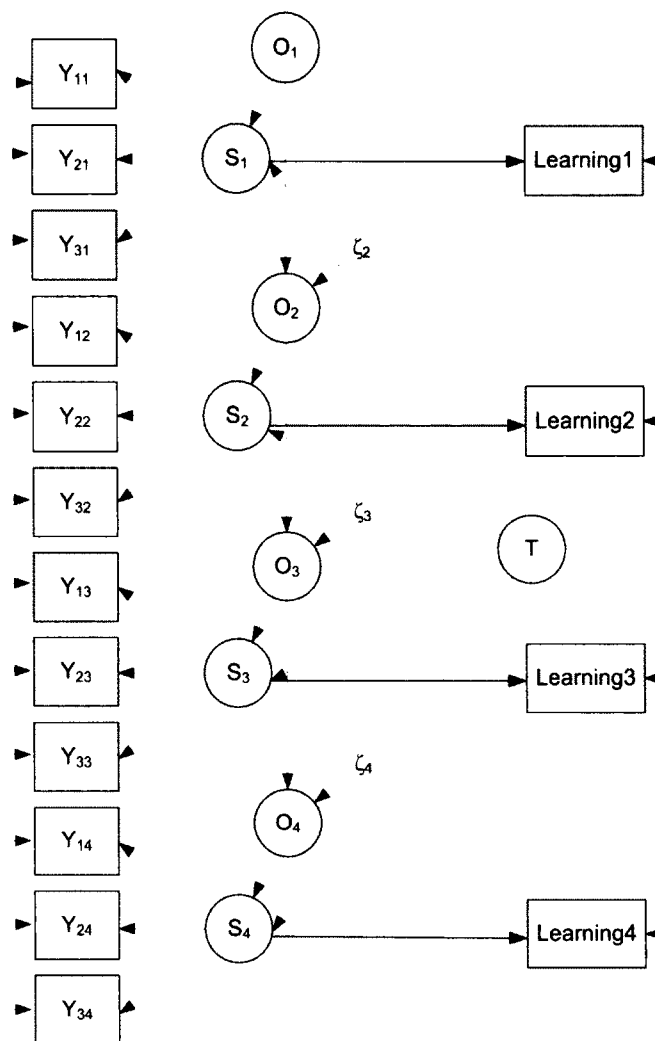 O₁
Y₁₁
Y₂₁
S₁
Learning1
Y₃₁
ζ₂
O₂
Y₁₂
Y₂₂
S₂
Learning2
Y₃₂
ζ₃
O₃
T
Y₁₃
Y₂₃
S₃
Learning3
Y₃₃
ζ₄
O₄
Y₁₄
Y₂₄
S₄
Learning4
Y₃₄